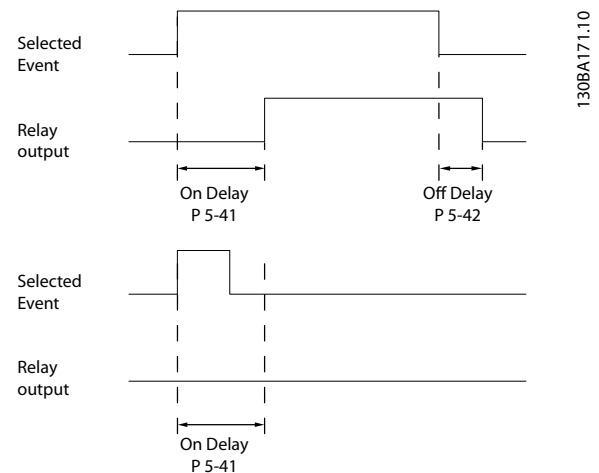 130BA171.10
Selected
Event
Relay
output
On Delay
P 5-41
Off Delay
P 5-42
Selected
Event
Relay
output
On Delay
P 5-41